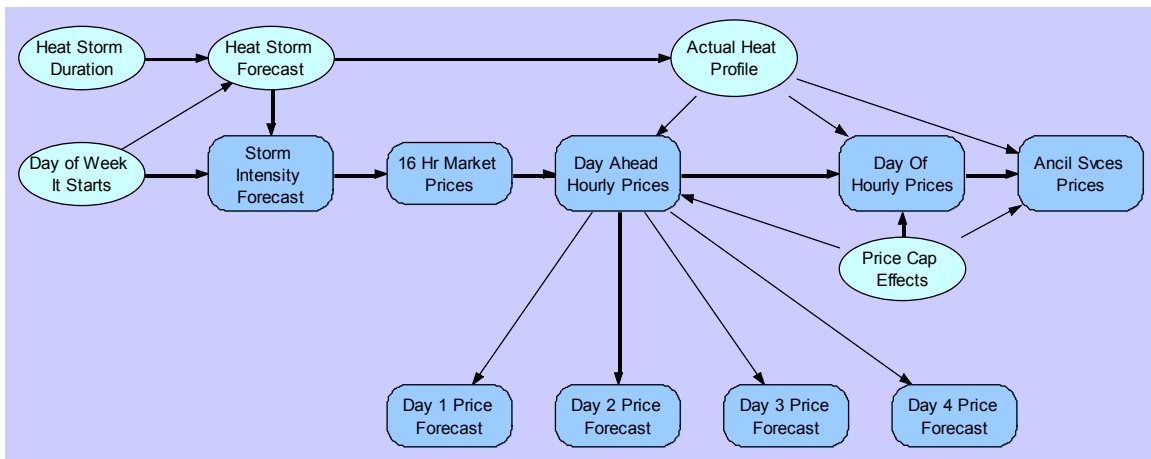 Heat Storm
Duration
Heat Storm
Forecast
Actual Heat
Profile
Day of Week
It Starts
Storm
Intensity
Forecast
16 Hr Market
Prices
Day Ahead
Hourly Prices
Day Of
Hourly Prices
Ancil Svces
Prices
Price Cap
Effects
Day 1 Price
Forecast
Day 2 Price
Forecast
Day 3 Price
Forecast
Day 4 Price
Forecast